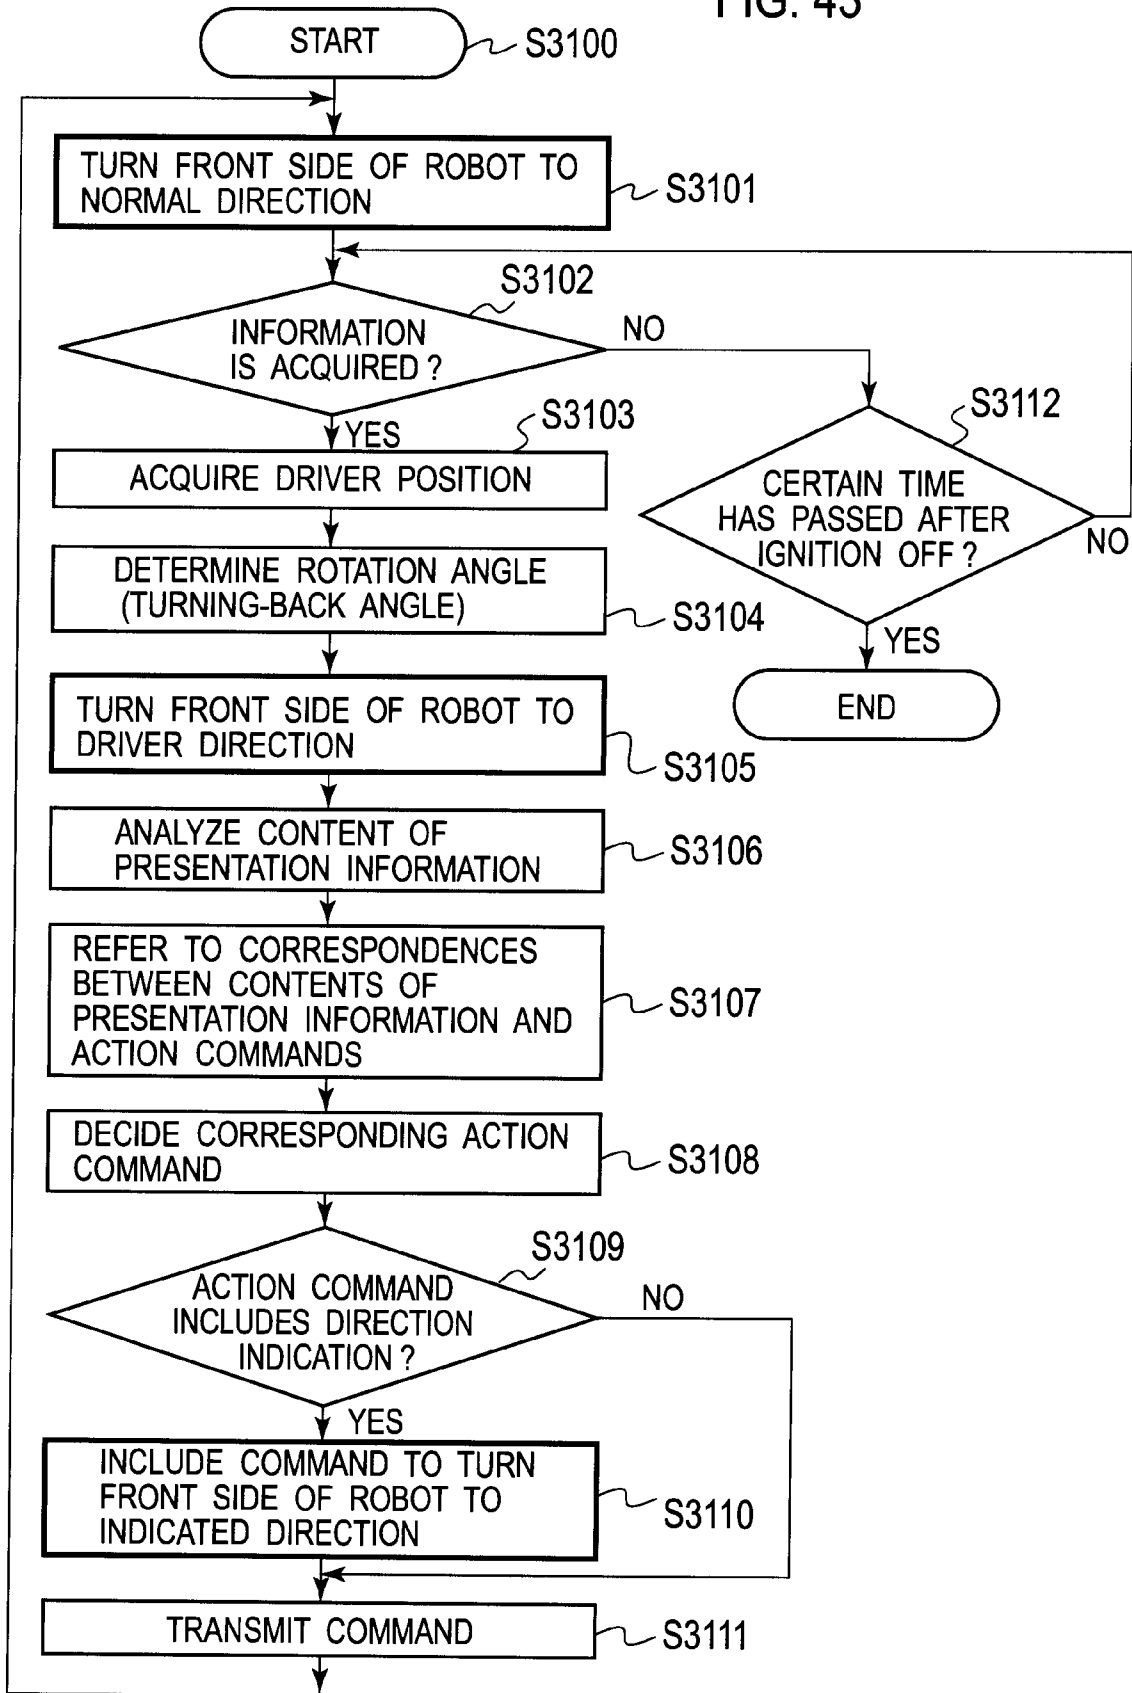 FIG. 43
START
S3100
TURN FRONT SIDE OF ROBOT TO
NORMAL DIRECTION
S3101
S3102
INFORMATION
IS ACQUIRED ?
NO
YES
S3103
ACQUIRE DRIVER POSITION
S3112
CERTAIN TIME
HAS PASSED AFTER
IGNITION OFF ?
NO
YES
END
DETERMINE ROTATION ANGLE
(TURNING-BACK ANGLE)
S3104
TURN FRONT SIDE OF ROBOT TO
DRIVER DIRECTION
S3105
ANALYZE CONTENT OF
PRESENTATION INFORMATION
S3106
REFER TO CORRESPONDENCES
BETWEEN CONTENTS OF
PRESENTATION INFORMATION AND
ACTION COMMANDS
S3107
DECIDE CORRESPONDING ACTION
COMMAND
S3108
S3109
ACTION COMMAND
INCLUDES DIRECTION
INDICATION ?
NO
YES
INCLUDE COMMAND TO TURN
FRONT SIDE OF ROBOT TO
INDICATED DIRECTION
S3110
TRANSMIT COMMAND
S3111